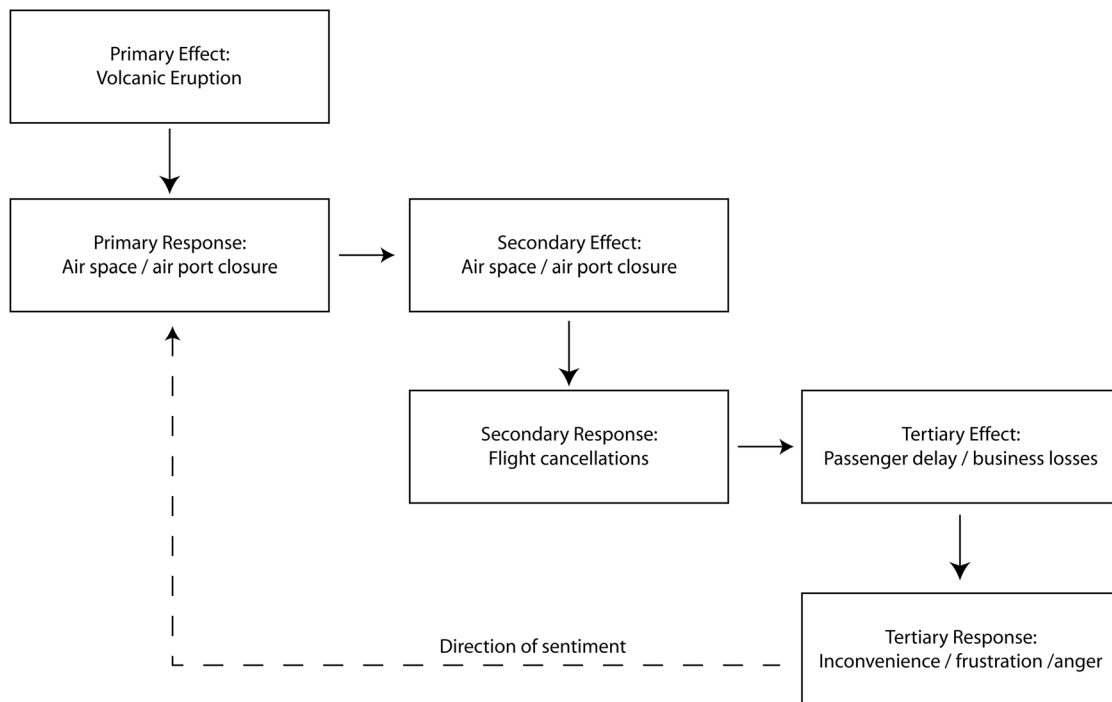 Primary Effect:
Volcanic Eruption
Primary Response:
Air space / air port closure
Secondary Effect:
Air space / air port closure
Secondary Response:
Flight cancellations
Tertiary Effect:
Passenger delay / business losses
Direction of sentiment
Tertiary Response:
Inconvenience / frustration /anger